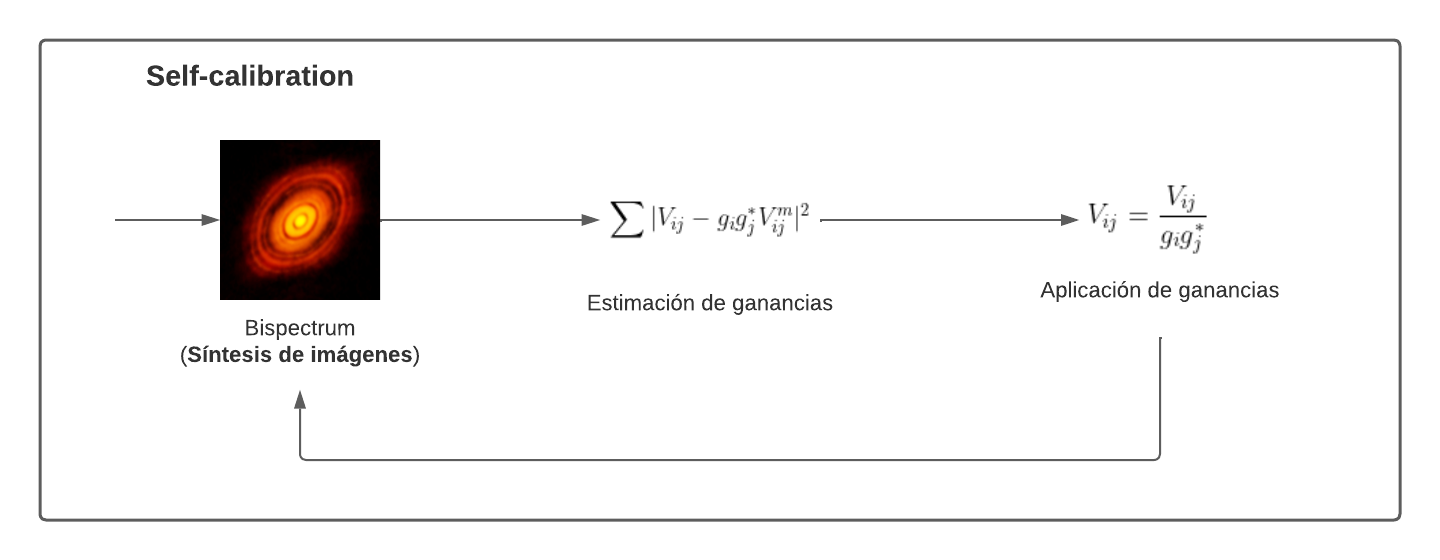 Self-calibration
∑ |V_{ij} − g_i g_j^* V_{ij}^m|^2
V_{ij} = \frac{V_{ij}}{g_i g_j^*}
Bispectrum
(Síntesis de imágenes)
Estimación de ganancias
Aplicación de ganancias